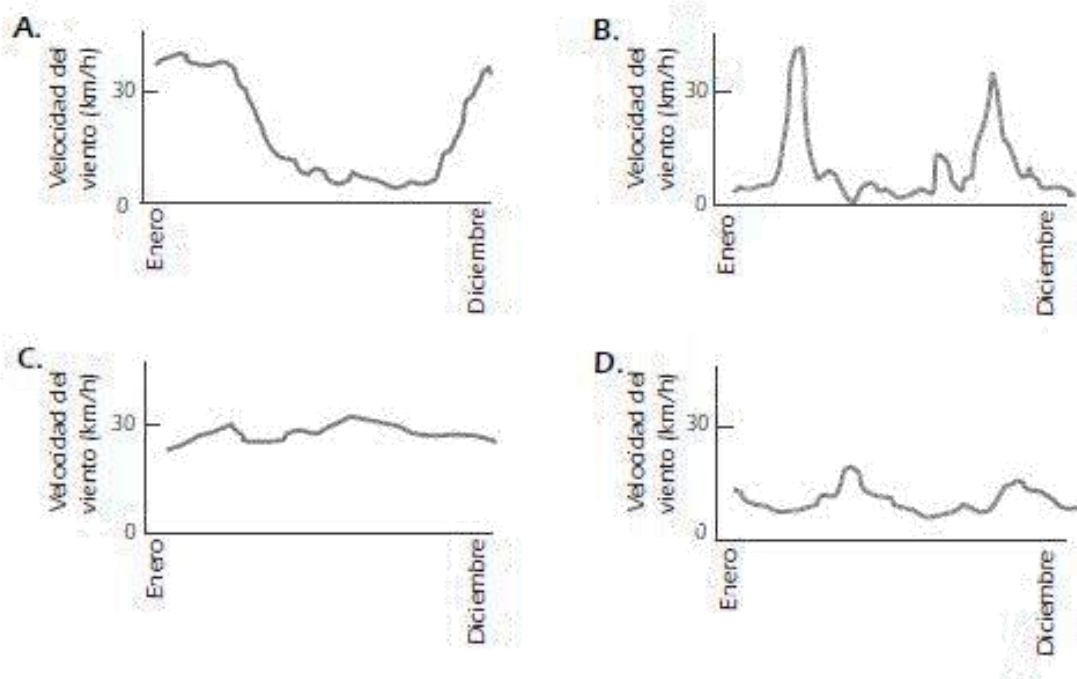 A.
Velocidad del
viento (km/h)
30
0
Enero
Diciembre
B.
Velocidad del
viento (km/h)
30
0
Enero
Diciembre
C.
Velocidad del
viento (km/h)
30
0
Enero
Diciembre
D.
Velocidad del
viento (km/h)
30
0
Enero
Diciembre